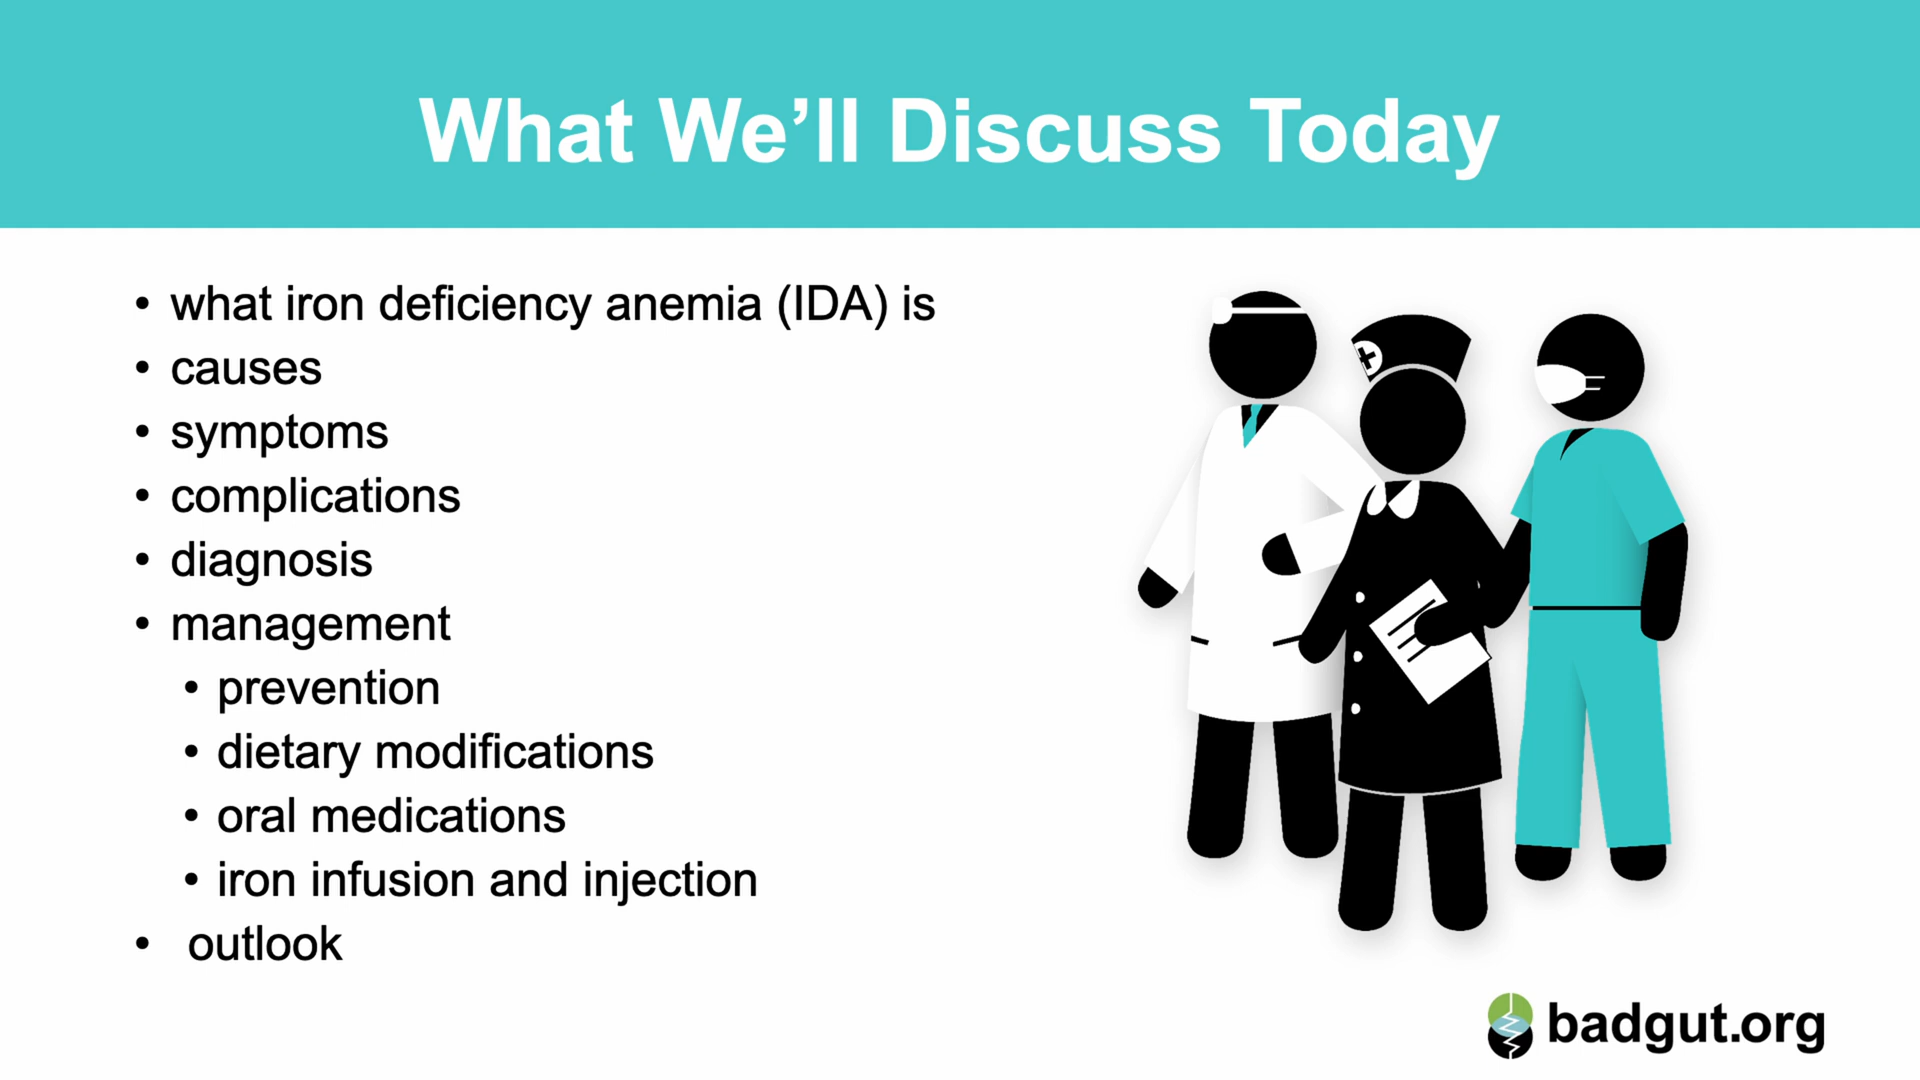 What We’ll Discuss Today
• what iron deficiency anemia (IDA) is
• causes
• symptoms
• complications
• diagnosis
• management
• prevention
• dietary modifications
• oral medications
• iron infusion and injection
• outlook
badgut.org